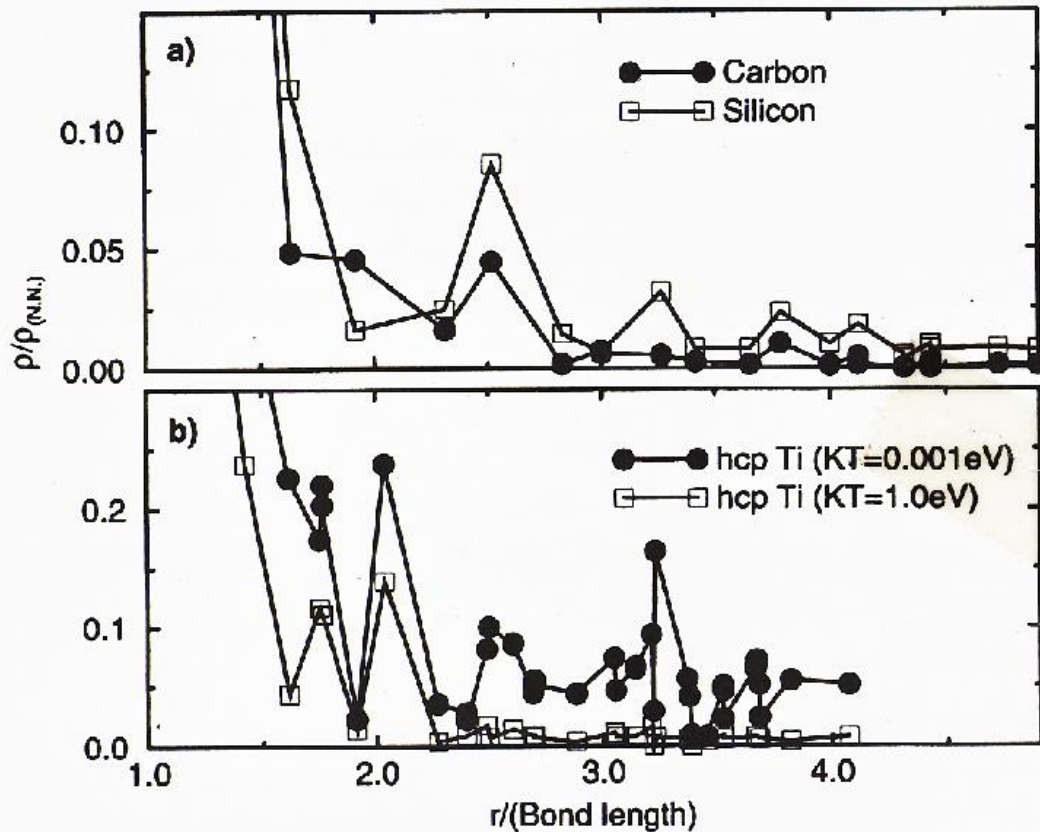 a)
Carbon
Silicon
0.10
0.05
0.00
ρ/ρ(N.N.)
b)
hcp Ti (KT=0.001eV)
hcp Ti (KT=1.0eV)
0.2
0.1
0.0
1.0 2.0 3.0 4.0
r/(Bond length)